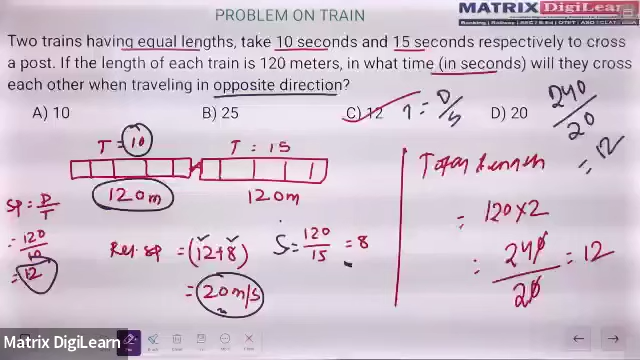 PROBLEM ON TRAIN
MATRIX DigiLearn
Two trains having equal lengths, take 10 seconds and 15 seconds respectively to cross
a post. If the length of each train is 120 meters, in what time (in seconds) will they cross
each other when traveling in opposite direction?
A) 10 B) 25 C) 12 D) 20
T = D/S
240/20 = 12
T = 10 T = 15
120m 120m
SP = D/T
= 120/10
= 12
Rel. SP = (12+8)
= 20 m/s
S = 120/15 = 8
Total
= 120×2
= 240/20 = 12
Matrix DigiLearn